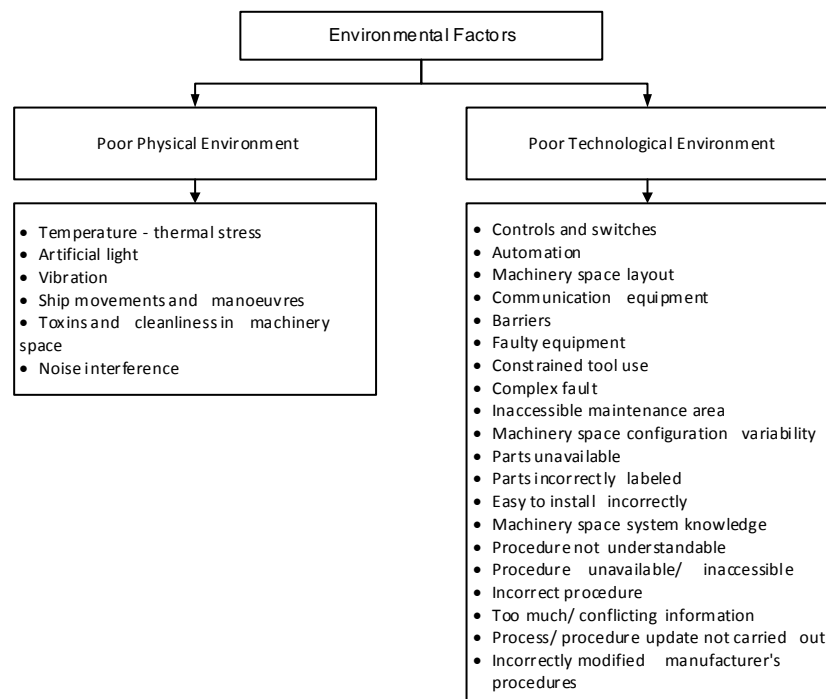 Environmental Factors
Poor Physical Environment
Poor Technological Environment
• Temperature - thermal stress
• Artificial light
• Vibration
• Ship movements and manoeuvres
• Toxins and cleanliness in machinery
space
• Noise interference
• Controls and switches
• Automation
• Machinery space layout
• Communication equipment
• Barriers
• Faulty equipment
• Constrained tool use
• Complex fault
• Inaccessible maintenance area
• Machinery space configuration variability
• Parts unavailable
• Parts incorrectly labeled
• Easy to install incorrectly
• Machinery space system knowledge
• Procedure not understandable
• Procedure unavailable/ inaccessible
• Incorrect procedure
• Too much/ conflicting information
• Process/ procedure update not carried out
• Incorrectly modified manufacturer's
procedures